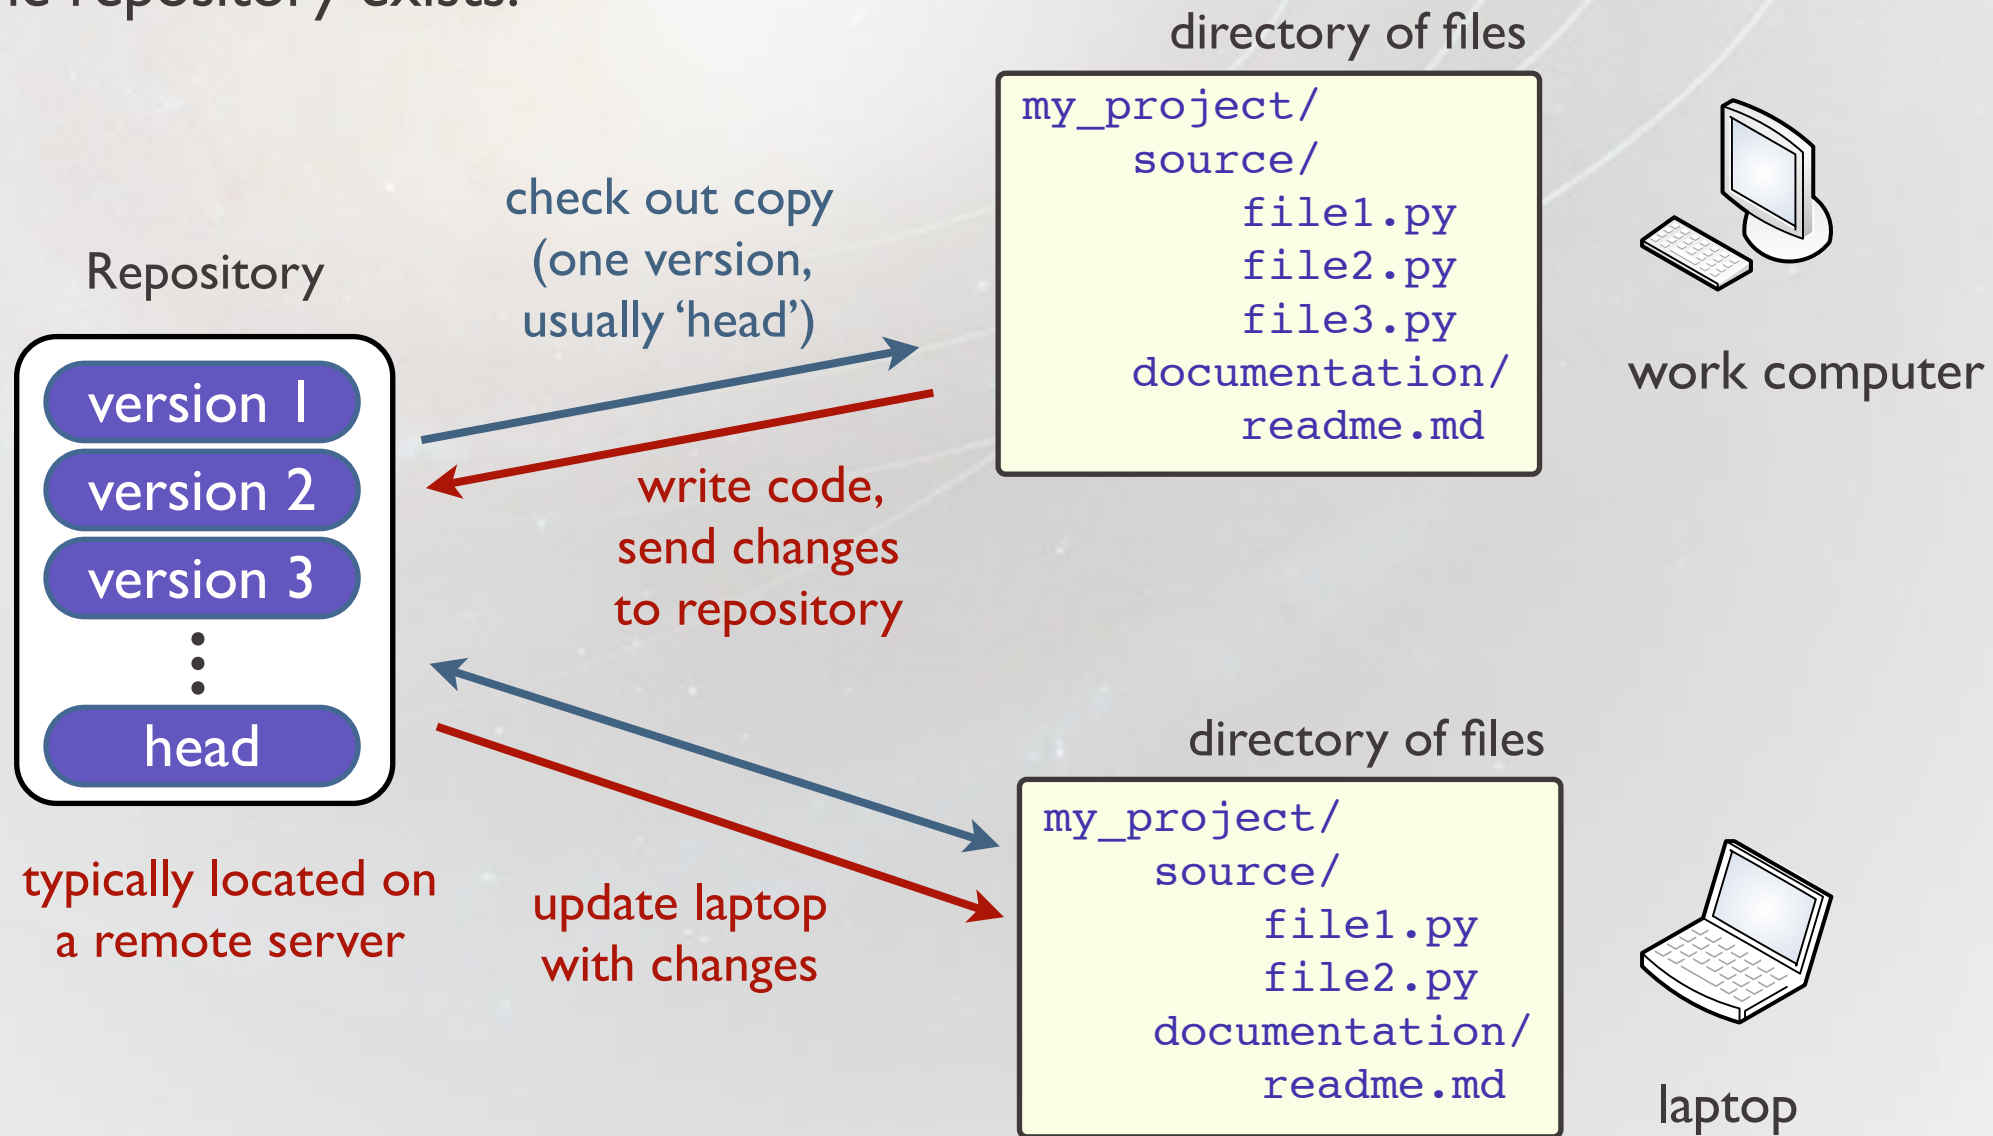 repository exists.
directory of files
my_project/
source/
file1.py
file2.py
file3.py
documentation/
readme.md
work computer
check out copy
(one version,
usually ‘head’)
Repository
version 1
version 2
version 3
head
typically located on
a remote server
write code,
send changes
to repository
update laptop
with changes
directory of files
my_project/
source/
file1.py
file2.py
documentation/
readme.md
laptop